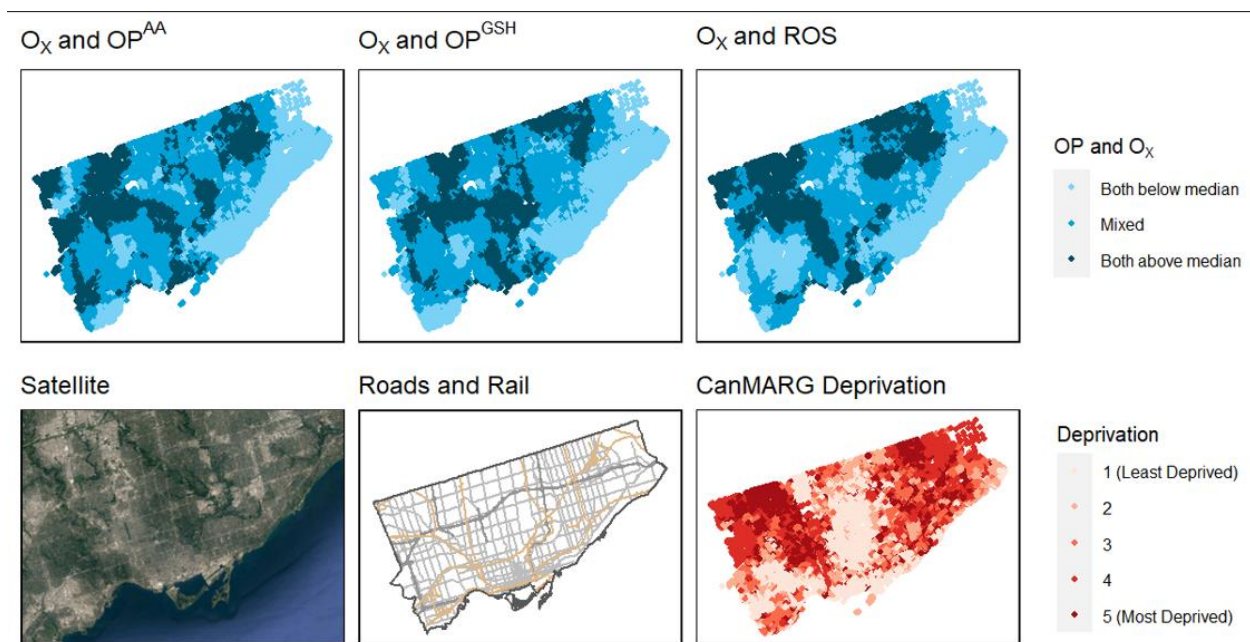 Oₓ and OPᴬᴬ
Oₓ and OPᴳˢᴴ
Oₓ and ROS
OP and Oₓ
Both below median
Mixed
Both above median
Satellite
Roads and Rail
CanMARG Deprivation
Deprivation
1 (Least Deprived)
2
3
4
5 (Most Deprived)